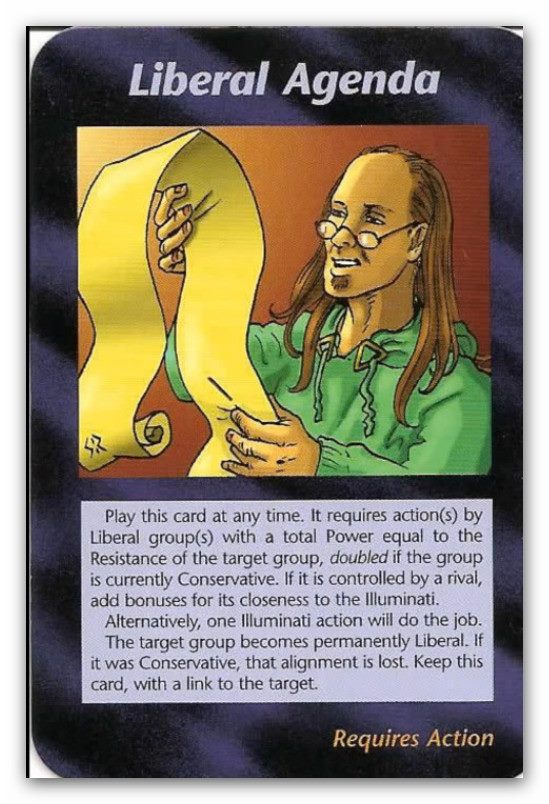 Liberal Agenda
Play this card at any time. It requires action(s) by
Liberal group(s) with a total Power equal to the
Resistance of the target group, doubled if the group
is currently Conservative. If it is controlled by a rival,
add bonuses for its closeness to the Illuminati.
Alternatively, one Illuminati action will do the job.
The target group becomes permanently Liberal. If
it was Conservative, that alignment is lost. Keep this
card, with a link to the target.
Requires Action